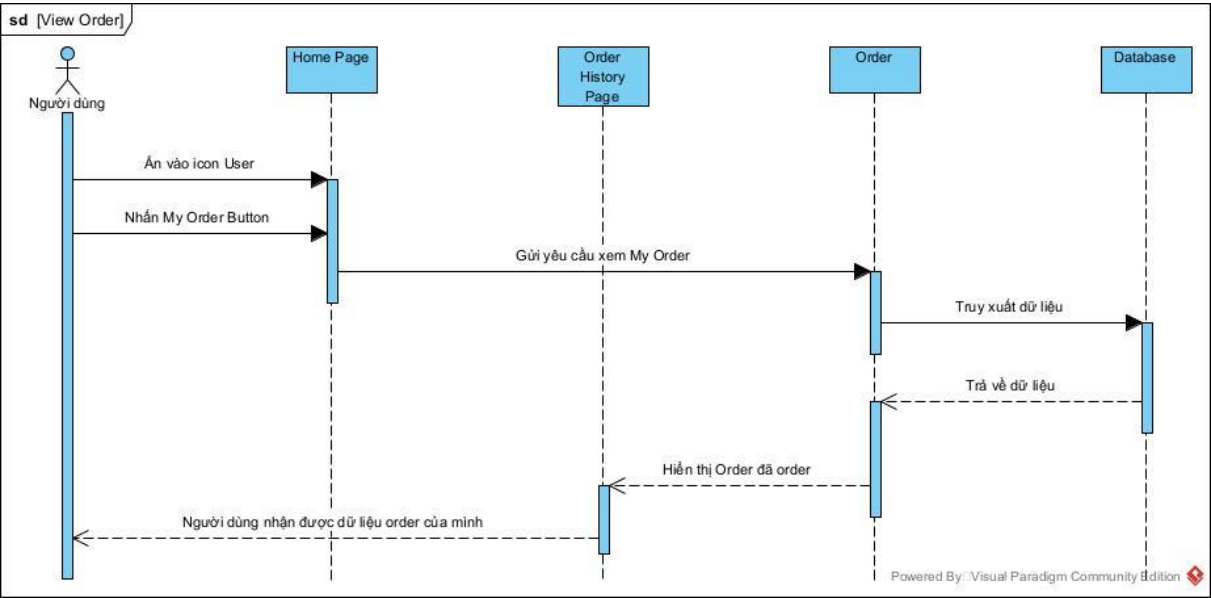 sd [View Order]
Người dùng
Home Page
Order
History
Page
Order
Database
Ấn vào icon User
Nhấn My Order Button
Gửi yêu cầu xem My Order
Truy xuất dữ liệu
Trả về dữ liệu
Hiển thị Order đã order
Người dùng nhận được dữ liệu order của mình
Powered By Visual Paradigm Community Edition